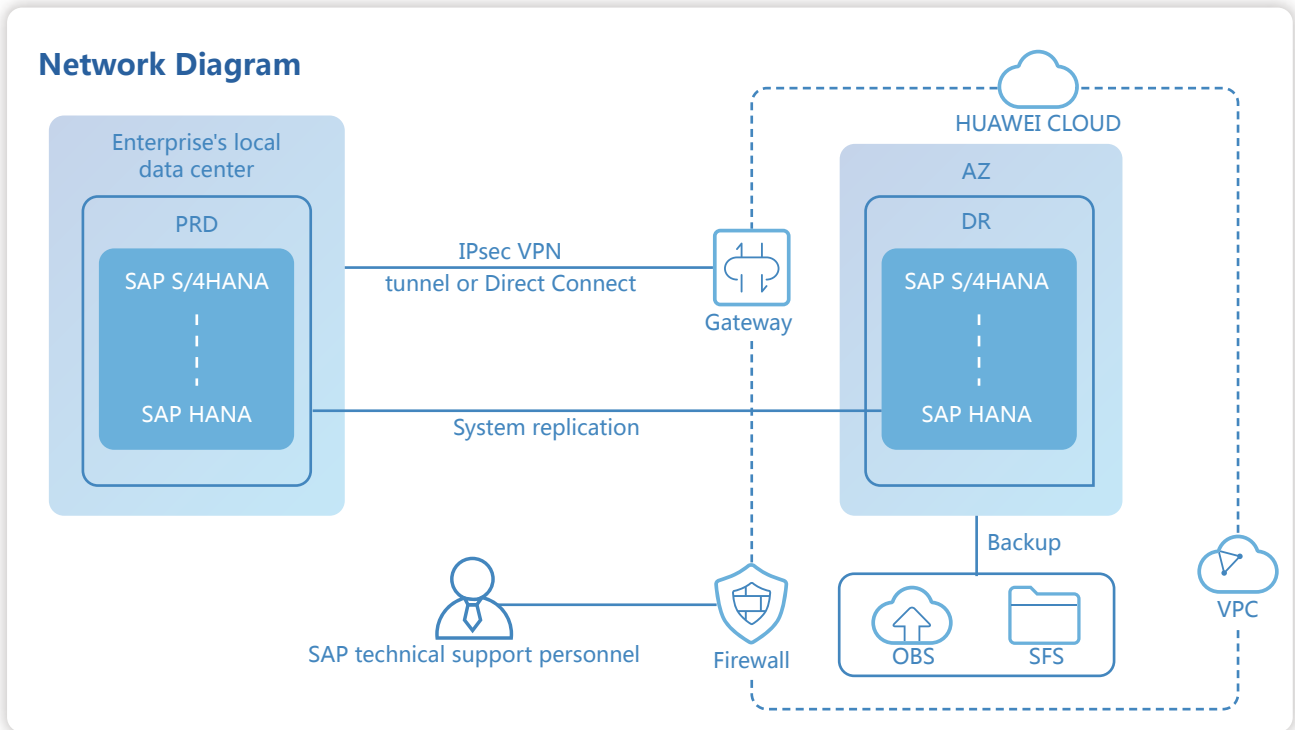 Network Diagram
HUAWEI CLOUD
Enterprise's local
data center
PRD
SAP S/4HANA
SAP HANA
IPsec VPN
tunnel or Direct Connect
Gateway
System replication
AZ
DR
SAP S/4HANA
SAP HANA
Backup
OBS
SFS
VPC
SAP technical support personnel
Firewall